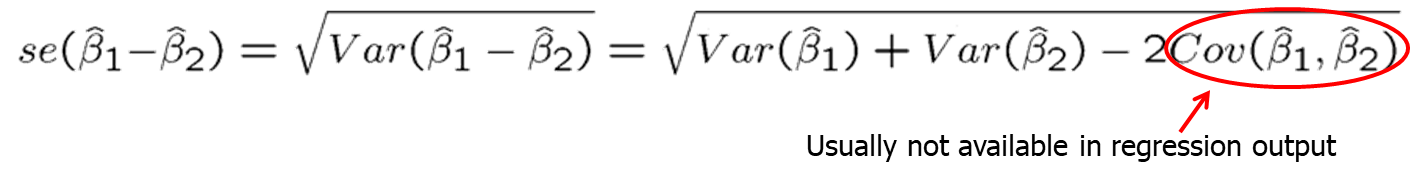 se(β̂₁−β̂₂) = √Var(β̂₁ − β̂₂) = √Var(β̂₁) + Var(β̂₂) − 2Cov(β̂₁, β̂₂)
Usually not available in regression output